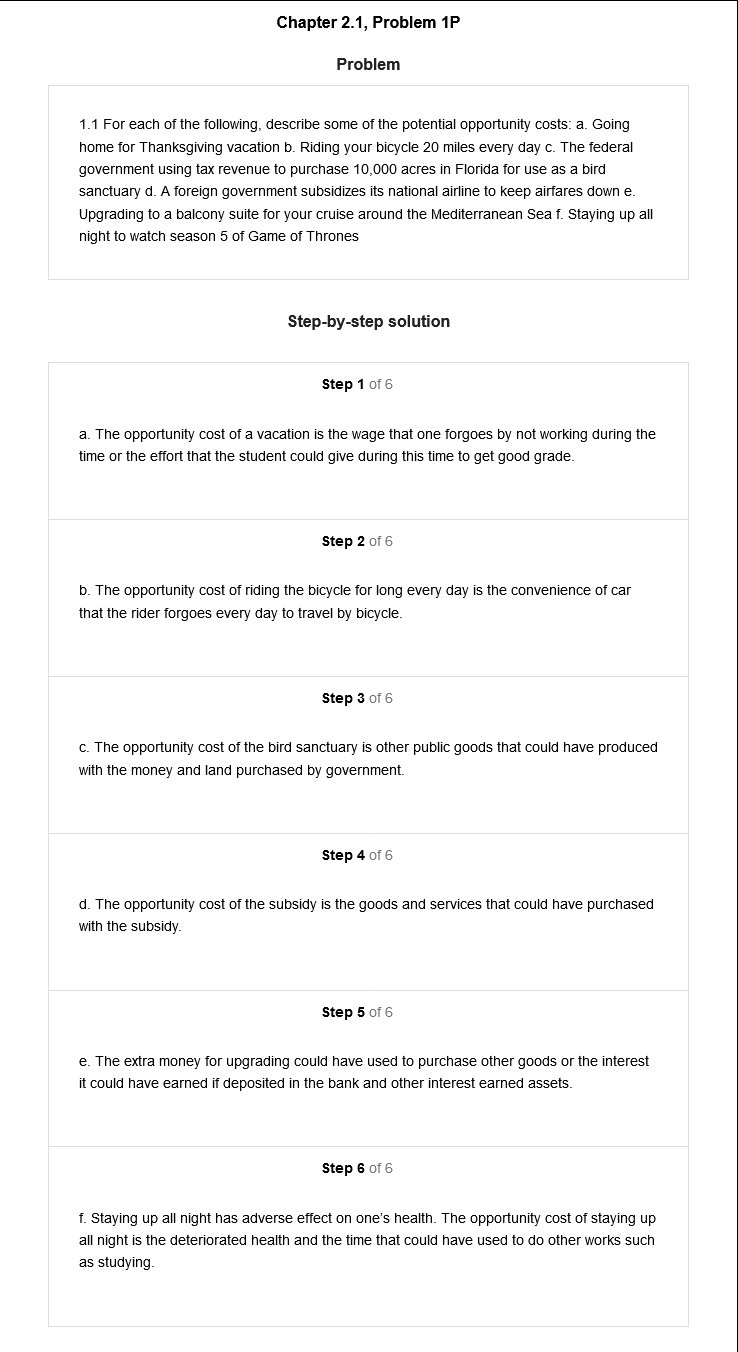 Chapter 2.1, Problem 1P
Problem
1.1 For each of the following, describe some of the potential opportunity costs: a. Going
home for Thanksgiving vacation b. Riding your bicycle 20 miles every day c. The federal
government using tax revenue to purchase 10,000 acres in Florida for use as a bird
sanctuary d. A foreign government subsidizes its national airline to keep airfares down e.
Upgrading to a balcony suite for your cruise around the Mediterranean Sea f. Staying up all
night to watch season 5 of Game of Thrones
Step-by-step solution
Step 1 of 6
a. The opportunity cost of a vacation is the wage that one forgoes by not working during the
time or the effort that the student could give during this time to get good grade.
Step 2 of 6
b. The opportunity cost of riding the bicycle for long every day is the convenience of car
that the rider forgoes every day to travel by bicycle.
Step 3 of 6
c. The opportunity cost of the bird sanctuary is other public goods that could have produced
with the money and land purchased by government.
Step 4 of 6
d. The opportunity cost of the subsidy is the goods and services that could have purchased
with the subsidy.
Step 5 of 6
e. The extra money for upgrading could have used to purchase other goods or the interest
it could have earned if deposited in the bank and other interest earned assets.
Step 6 of 6
f. Staying up all night has adverse effect on one's health. The opportunity cost of staying up
all night is the deteriorated health and the time that could have used to do other works such
as studying.